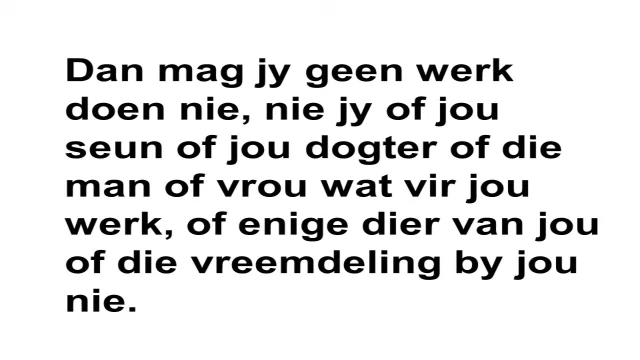 Dan mag jy geen werk
doen nie, nie jy of jou
seun of jou dogter of die
man of vrou wat vir jou
werk, of enige dier van jou
of die vreemdeling by jou
nie.